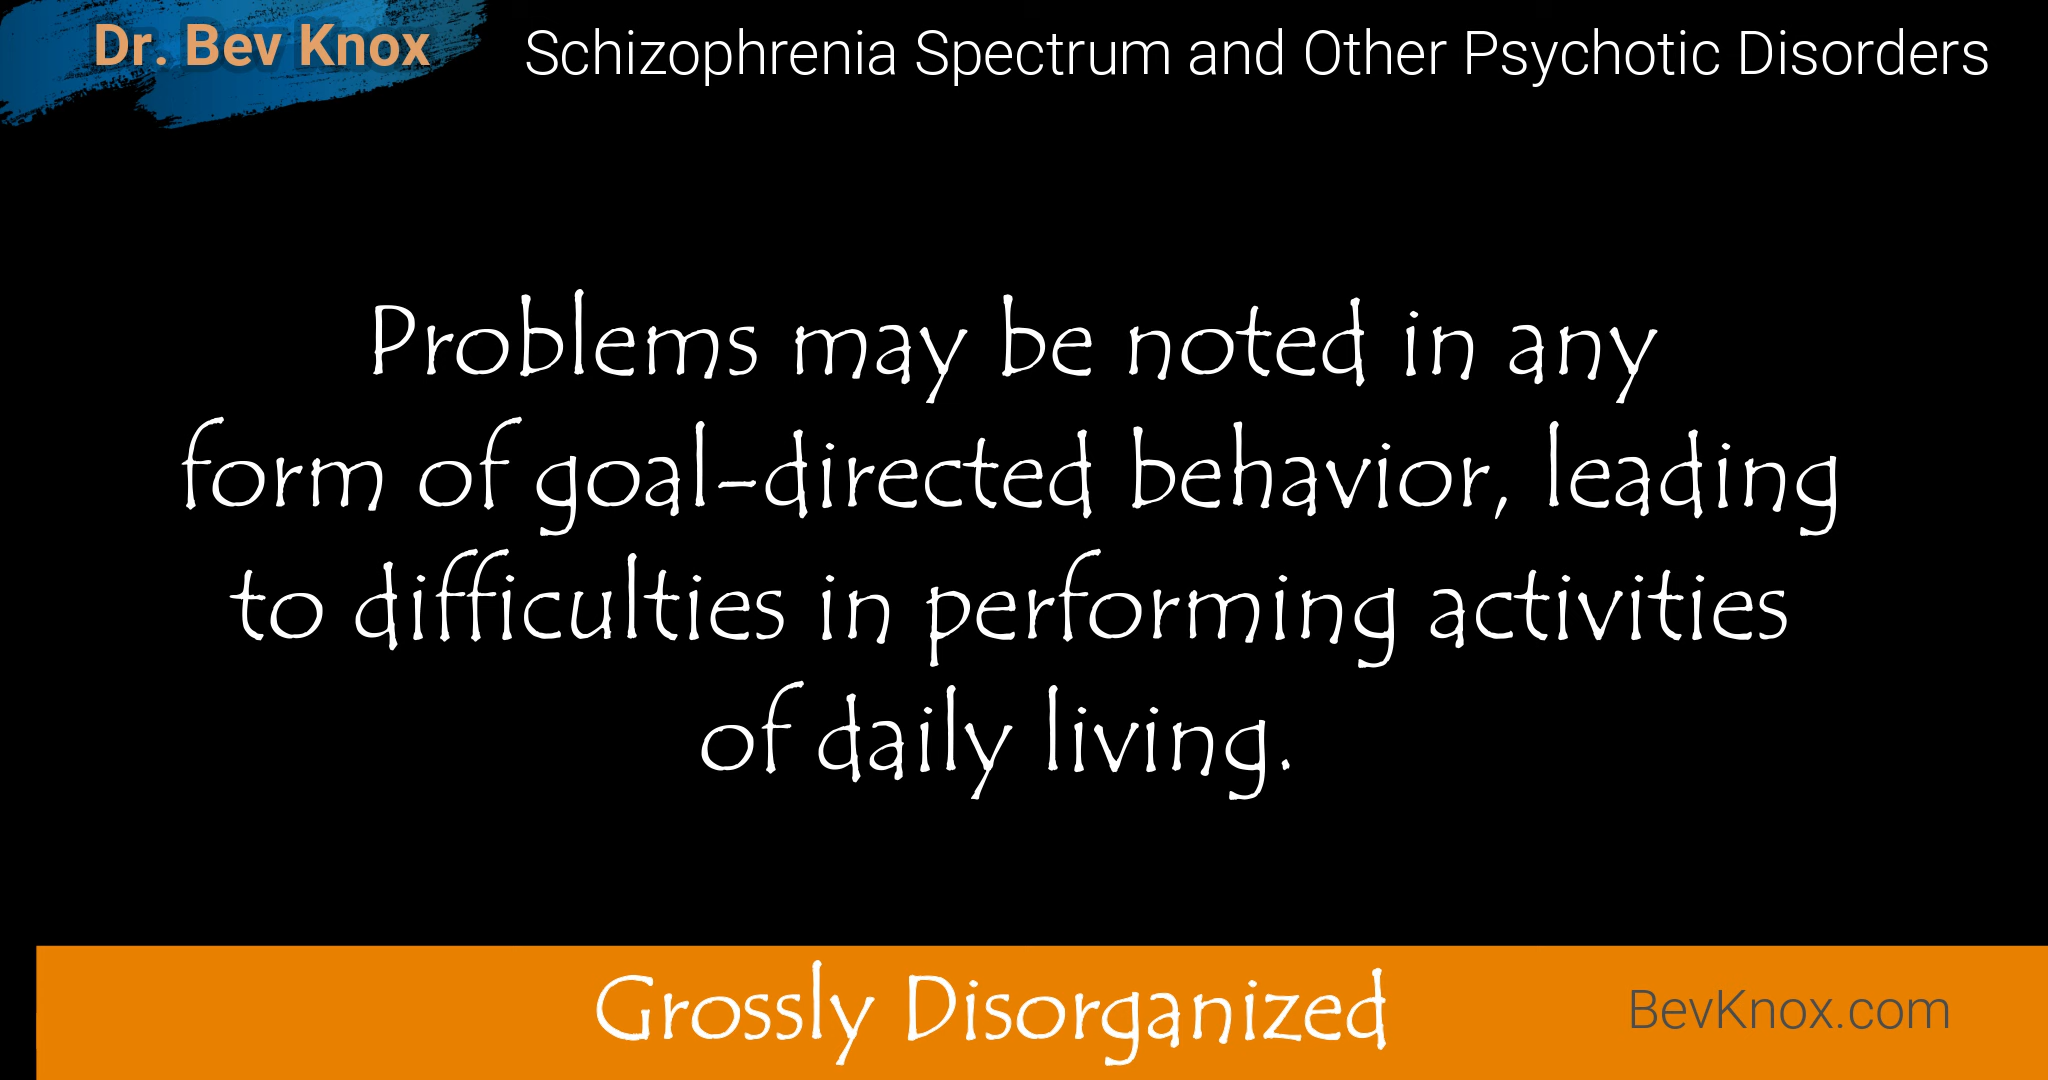 Dr. Bev Knox
Schizophrenia Spectrum and Other Psychotic Disorders
Problems may be noted in any
form of goal-directed behavior, leading
to difficulties in performing activities
of daily living.
Grossly Disorganized
BevKnox.com